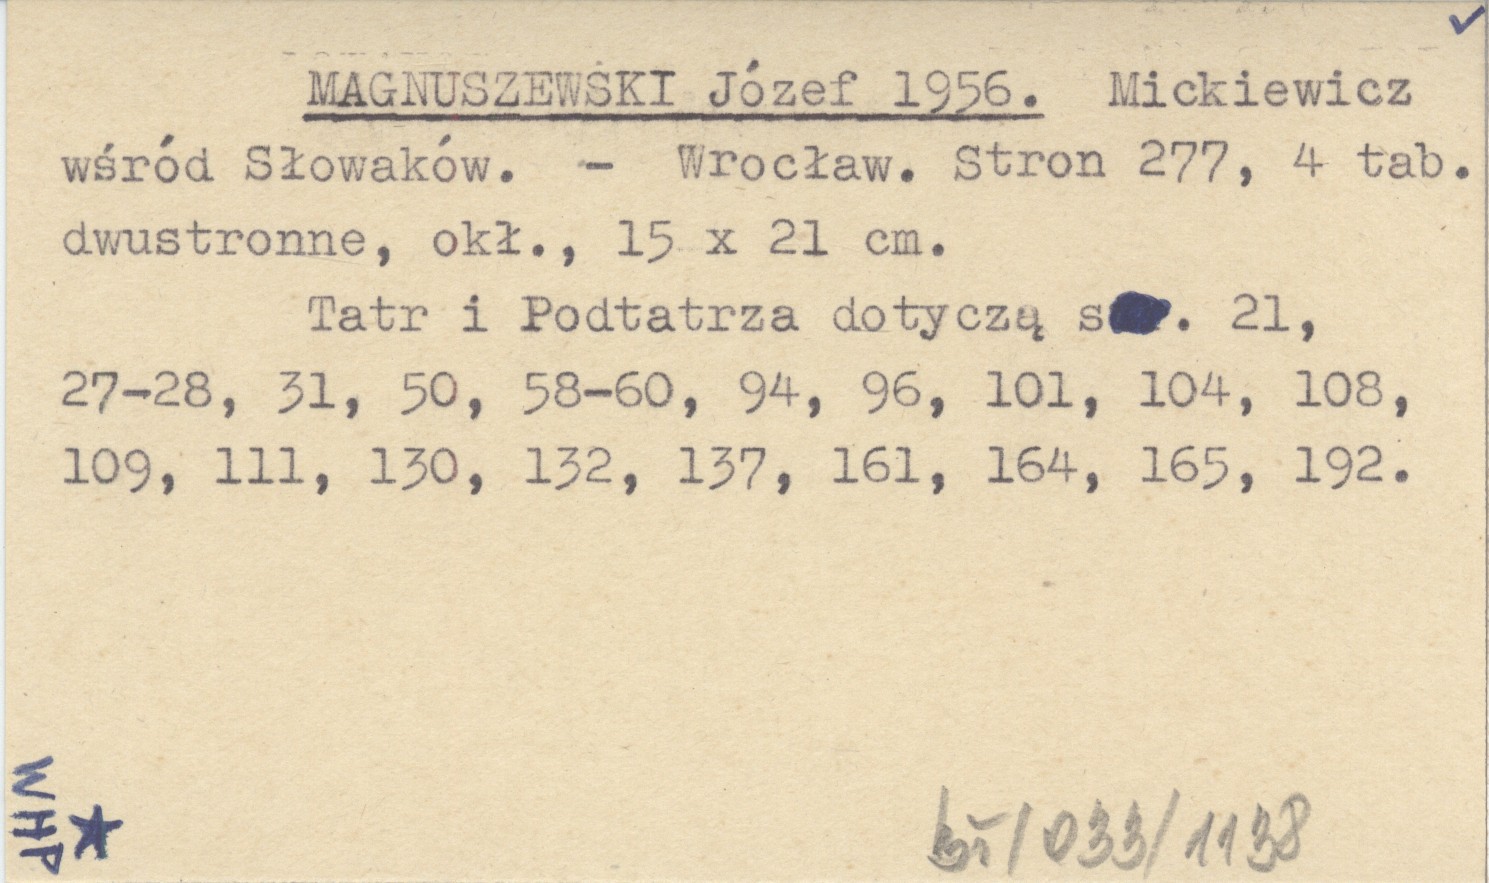 MAGNUSZEWSKI Józef 1956. Mickiewicz
wśród Słowaków. - Wrocław. Stron 277, 4 tab.
dwustronne, okł., 15 x 21 cm.
Tatr i Podtatrza dotyczą s. 21,
27-28, 31, 50, 58-60, 94, 96, 101, 104, 108,
109, 111, 130, 132, 137, 161, 164, 165, 192.
WHP
/033/1138